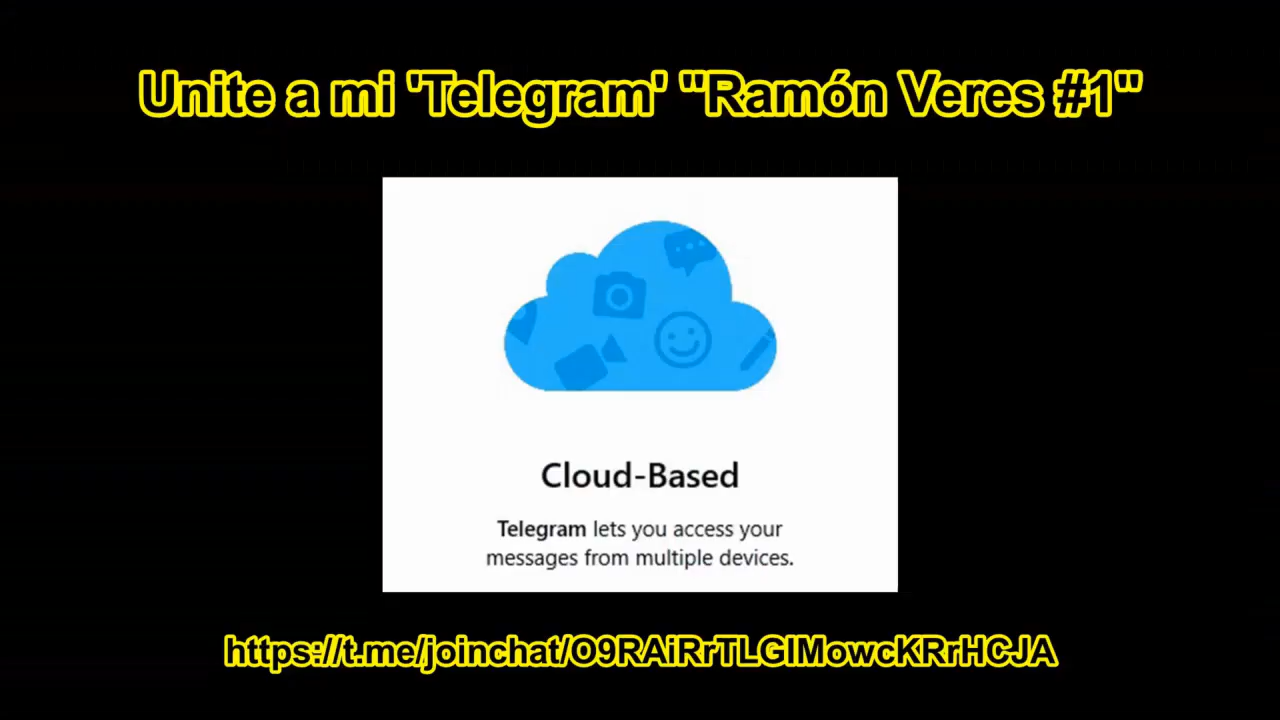 Unite a mi 'Telegram' "Ramón Veres #1"
Cloud-Based
Telegram lets you access your
messages from multiple devices.
https://t.me/joinchat/O9RAiRrTLGIMowcKRrHCJA